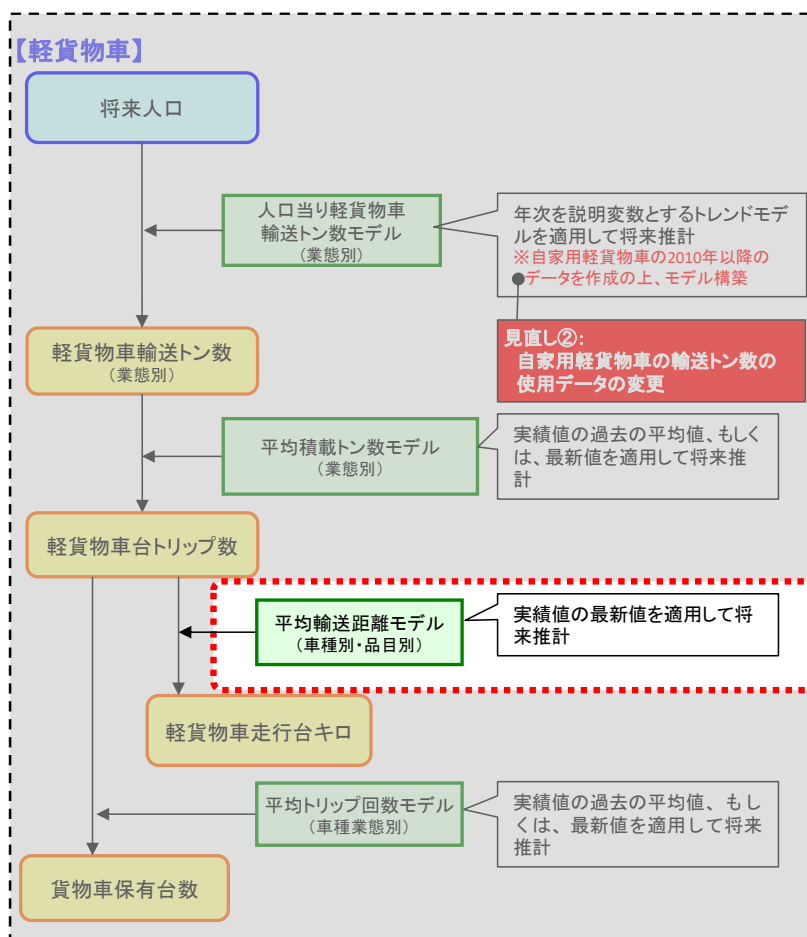 【軽貨物車】
将来人口
人口当り軽貨物車
輸送トン数モデル
（業態別）
年次を説明変数とするトレンドモ
デルを適用して将来推計
※自家用軽貨物車の2010年以降の
データを作成の上、モデル構築
見直し②：
自家用軽貨物車の輸送トン数の
使用データの変更
軽貨物車輸送トン数
（業態別）
平均積載トン数モデル
（業態別）
実績値の過去の平均値、もしく
は、最新値を適用して将来推
計
軽貨物車台トリップ数
平均輸送距離モデル
（車種別・品目別）
実績値の最新値を適用して将
来推計
軽貨物車走行台キロ
平均トリップ回数モデル
（車種業態別）
実績値の過去の平均値、もし
くは、最新値を適用して将来
推計
貨物車保有台数